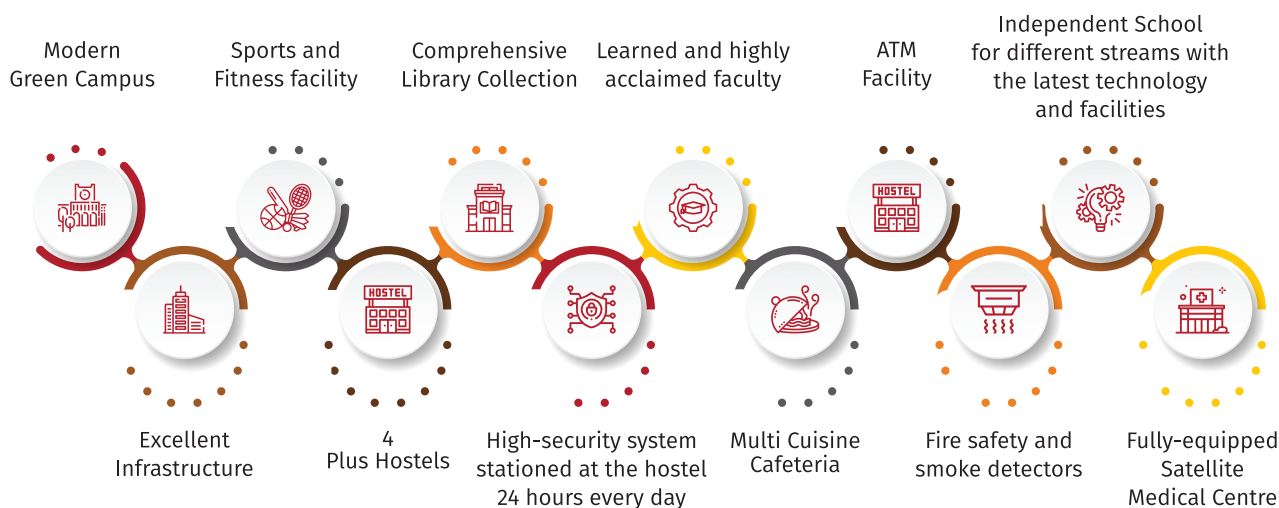 Modern
Green Campus
Sports and
Fitness facility
Comprehensive
Library Collection
Learned and highly
acclaimed faculty
ATM
Facility
Independent School
for different streams with
the latest technology
and facilities
HOSTEL
HOSTEL
Excellent
Infrastructure
4
Plus Hostels
High-security system
stationed at the hostel
24 hours every day
Multi Cuisine
Cafeteria
Fire safety and
smoke detectors
Fully-equipped
Satellite
Medical Centre